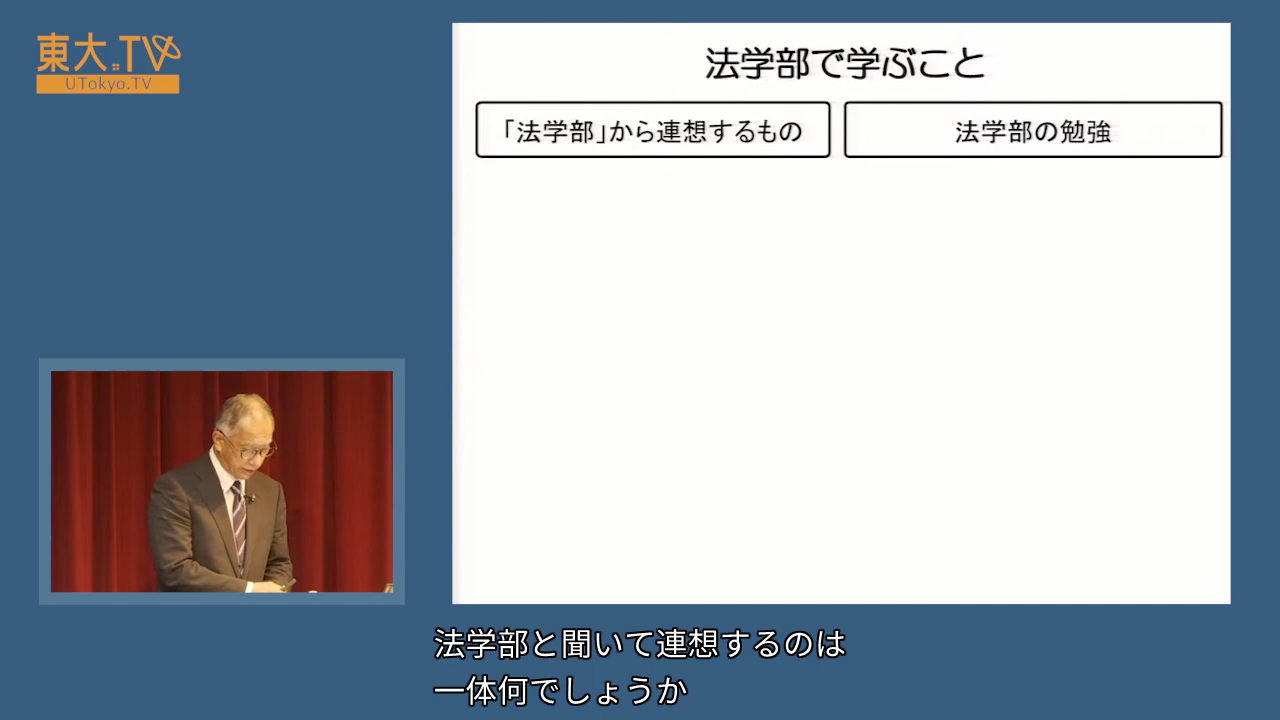 東大.TV
UTokyo.TV
法学部で学ぶこと
「法学部」から連想するもの
法学部の勉強
法学部と聞いて連想するのは
一体何でしょうか